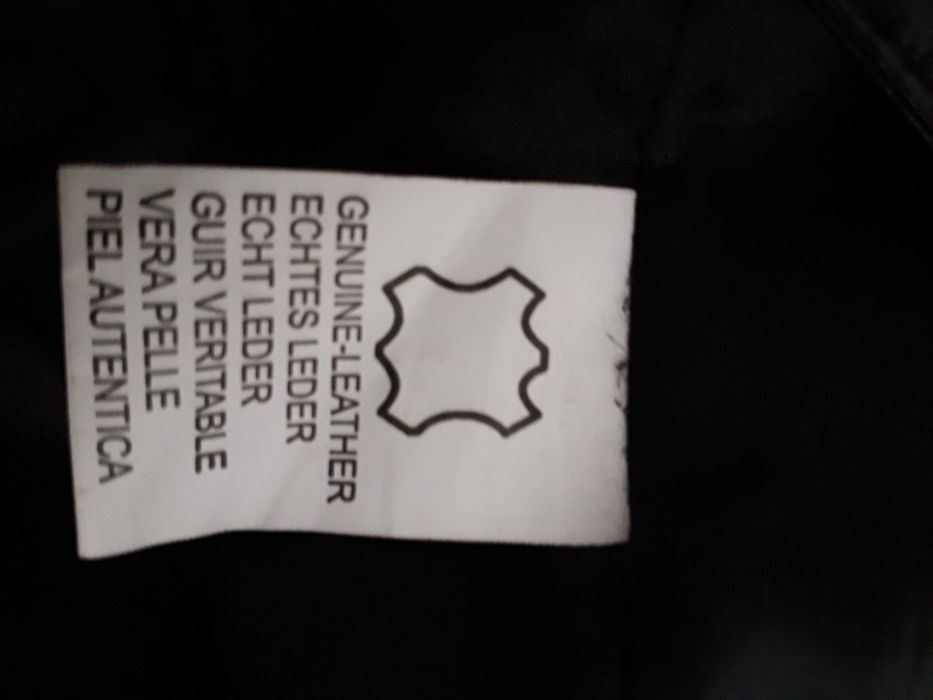 GENUINE-LEATHER
ECHTES LEDER
ECHT LEDER
GUIR VERITABLE
VERA PELLE
PIEL AUTENTICA